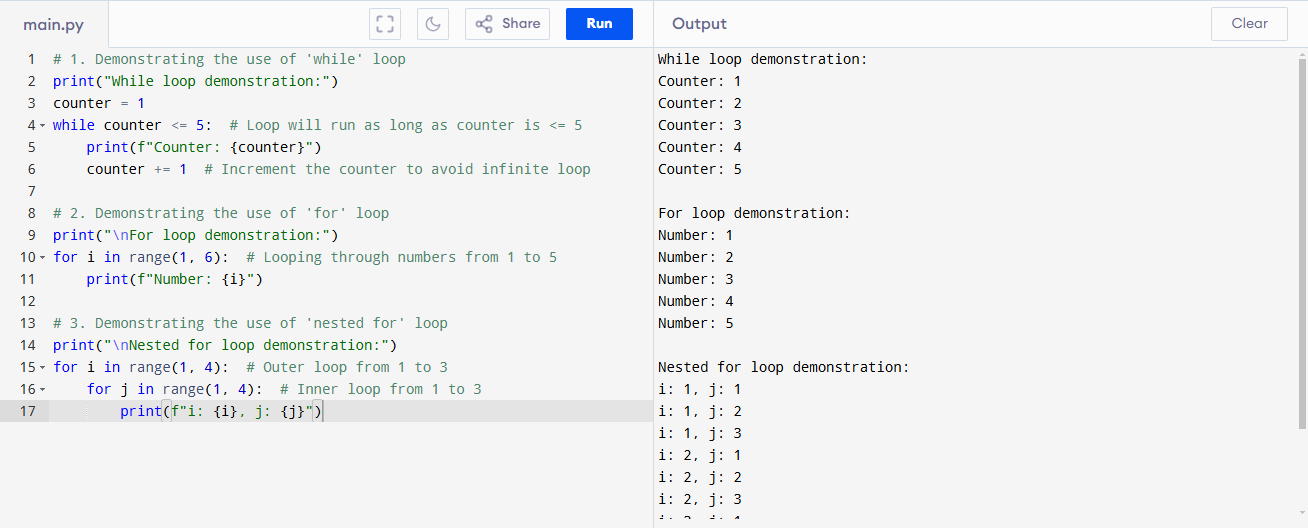 main.py
Share
Run
Output
Clear
1 # 1. Demonstrating the use of 'while' loop
2 print("While loop demonstration:")
3 counter = 1
4 while counter <= 5:  # Loop will run as long as counter is <= 5
5     print(f"Counter: {counter}")
6     counter += 1  # Increment the counter to avoid infinite loop
7
8 # 2. Demonstrating the use of 'for' loop
9 print("\nFor loop demonstration:")
10 for i in range(1, 6):  # Looping through numbers from 1 to 5
11     print(f"Number: {i}")
12
13 # 3. Demonstrating the use of 'nested for' loop
14 print("\nNested for loop demonstration:")
15 for i in range(1, 4):  # Outer loop from 1 to 3
16     for j in range(1, 4):  # Inner loop from 1 to 3
17         print(f"i: {i}, j: {j}")
While loop demonstration:
Counter: 1
Counter: 2
Counter: 3
Counter: 4
Counter: 5
For loop demonstration:
Number: 1
Number: 2
Number: 3
Number: 4
Number: 5
Nested for loop demonstration:
i: 1, j: 1
i: 1, j: 2
i: 1, j: 3
i: 2, j: 1
i: 2, j: 2
i: 2, j: 3